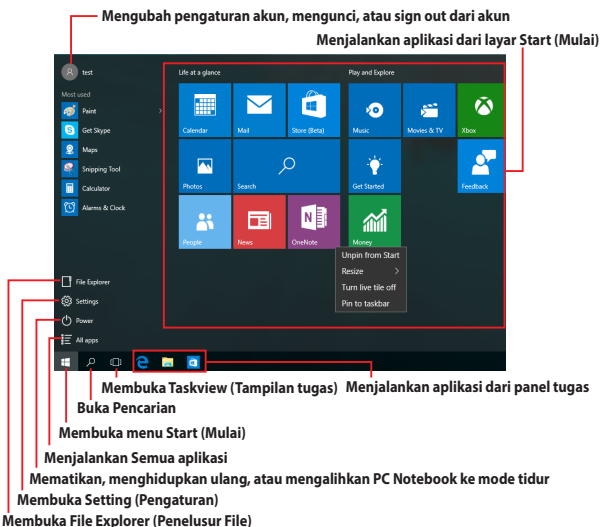 Mengubah pengaturan akun, mengunci, atau sign out dari akun
Menjalankan aplikasi dari layar Start (Mulai)
test
Life at a glance
Play and Explore
Most used
Paint
Get Skype
Maps
Snipping Tool
Calculator
Alarms & Clock
Calendar
Mail
Store (Beta)
Music
Movies & TV
Xbox
Photos
Search
Get Started
Feedback
People
News
OneNote
Money
Unpin from Start
Resize
Turn live tile off
Pin to taskbar
File Explorer
Settings
Power
All apps
Membuka Taskview (Tampilan tugas)
Menjalankan aplikasi dari panel tugas
Buka Pencarian
Membuka menu Start (Mulai)
Menjalankan Semua aplikasi
Mematikan, menghidupkan ulang, atau mengalihkan PC Notebook ke mode tidur
Membuka Setting (Pengaturan)
Membuka File Explorer (Penelusur File)